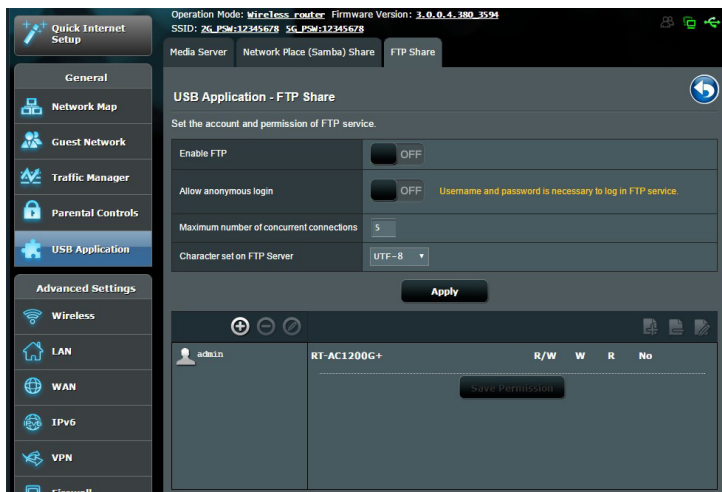 Quick Internet
Setup
Operation Mode: Wireless router Firmware Version: 3.0.0.4.380_3594
SSID: 2G_PSW:12345678 5G_PSW:12345678
Media Server Network Place (Samba) Share FTP Share
General
Network Map
Guest Network
Traffic Manager
Parental Controls
USB Application
Advanced Settings
Wireless
LAN
WAN
IPv6
IPv6
VPN
Firewall
USB Application - FTP Share
Set the account and permission of FTP service.
Enable FTP OFF
Allow anonymous login OFF Username and password is necessary to log in FTP service.
Maximum number of concurrent connections 5
Character set on FTP Server UTF-8
Apply
admin RT-AC1200G+ R/W W R No
Save Permission